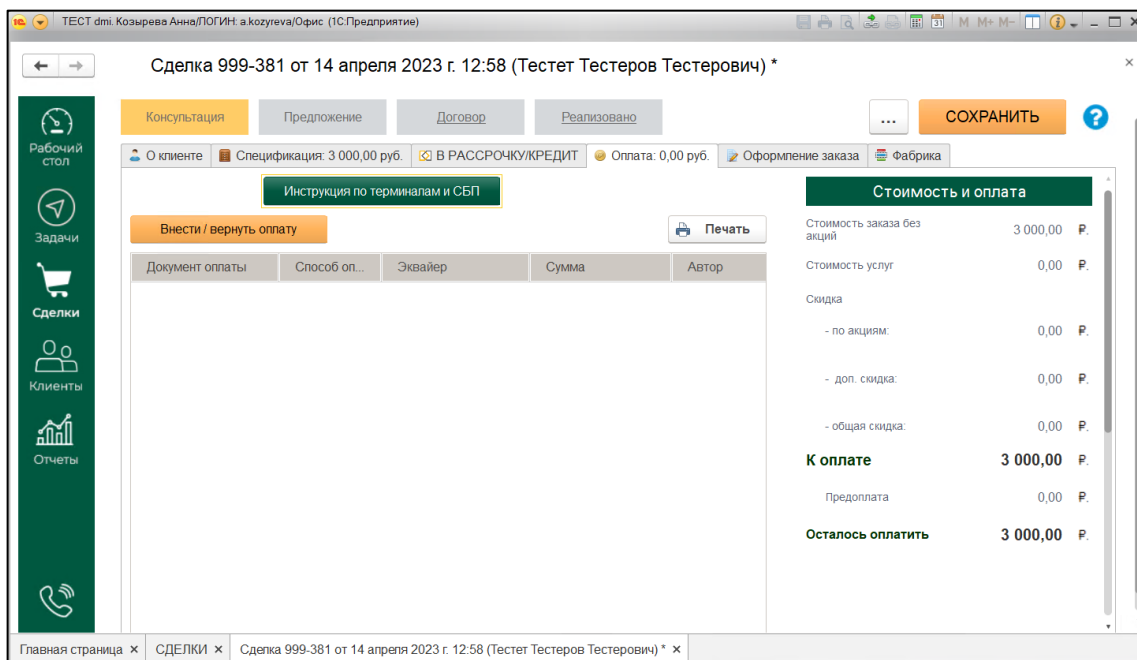 ТЕСТ dmi. Козырева Анна/ЛОГИН: a.kozyreva/Офис (1С:Предприятие)
M M+ M-
Сделка 999-381 от 14 апреля 2023 г. 12:58 (Тестет Тестеров Тестерович) *
Консультация Предложение Договор Реализовано ... СОХРАНИТЬ ?
О клиенте Спецификация: 3 000,00 руб. В РАССРОЧКУ/КРЕДИТ Оплата: 0,00 руб. Оформление заказа Фабрика
Рабочий
стол
Задачи
Сделки
Клиенты
Отчеты
Инструкция по терминалам и СБП
Внести / вернуть оплату Печать
Документ оплаты Способ оп... Эквайер Сумма Автор
Стоимость и оплата
Стоимость заказа без
акций 3 000,00 ₽.
Стоимость услуг 0,00 ₽.
Скидка
- по акциям: 0,00 ₽.
- доп. скидка: 0,00 ₽.
- общая скидка: 0,00 ₽.
К оплате 3 000,00 ₽.
Предоплата 0,00 ₽.
Осталось оплатить 3 000,00 ₽.
Главная страница × СДЕЛКИ × Сделка 999-381 от 14 апреля 2023 г. 12:58 (Тестет Тестеров Тестерович) * ×